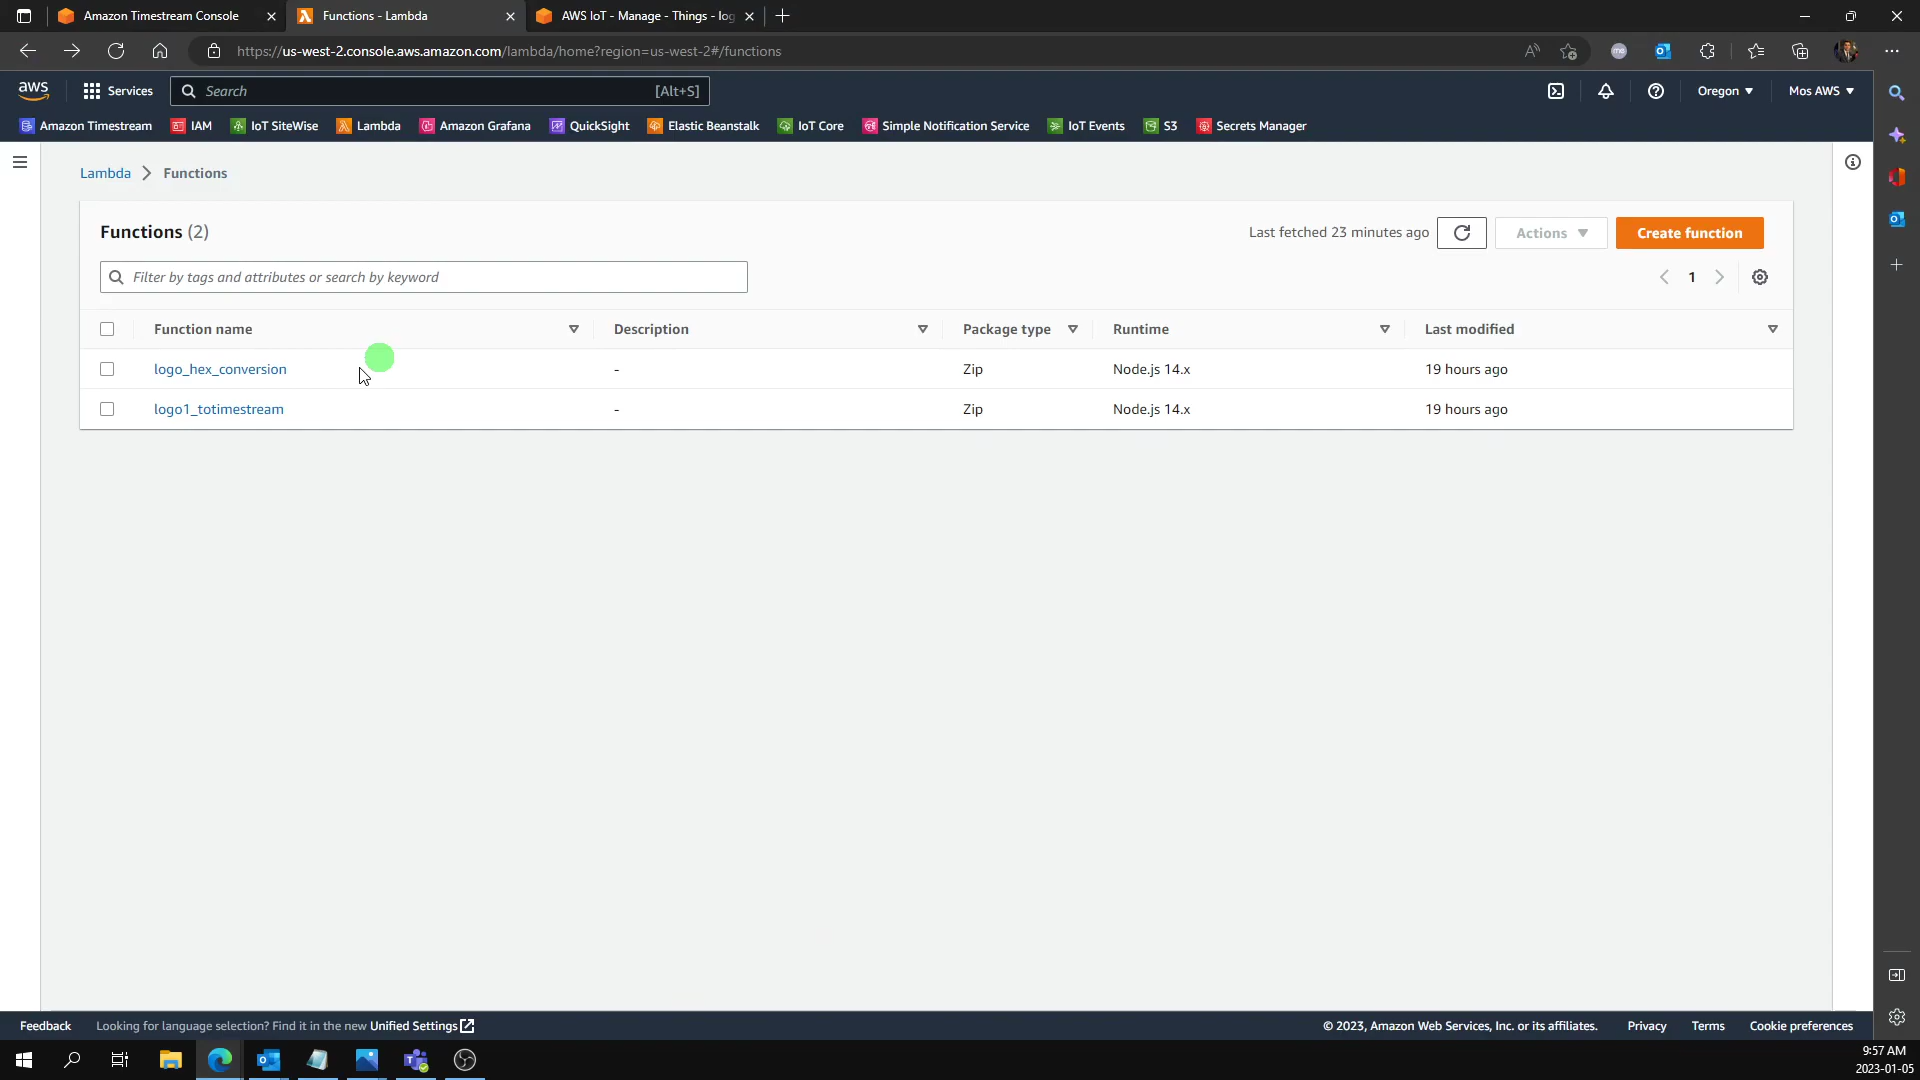 Amazon Timestream Console
Functions - Lambda
AWS IoT - Manage - Things - log
https://us-west-2.console.aws.amazon.com/lambda/home?region=us-west-2#/functions
aws
Services
Search
[Alt+S]
Oregon
Mos AWS
Amazon Timestream
IAM
IoT SiteWise
Lambda
Amazon Grafana
QuickSight
Elastic Beanstalk
IoT Core
Simple Notification Service
IoT Events
S3
Secrets Manager
Lambda > Functions
Functions (2)
Last fetched 23 minutes ago
Actions
Create function
Filter by tags and attributes or search by keyword
1
Function name Description Package type Runtime Last modified
logo_hex_conversion - Zip Node.js 14.x 19 hours ago
logo1_totimestream - Zip Node.js 14.x 19 hours ago
Feedback
Looking for language selection? Find it in the new Unified Settings
© 2023, Amazon Web Services, Inc. or its affiliates.
Privacy
Terms
Cookie preferences
9:57 AM
2023-01-05